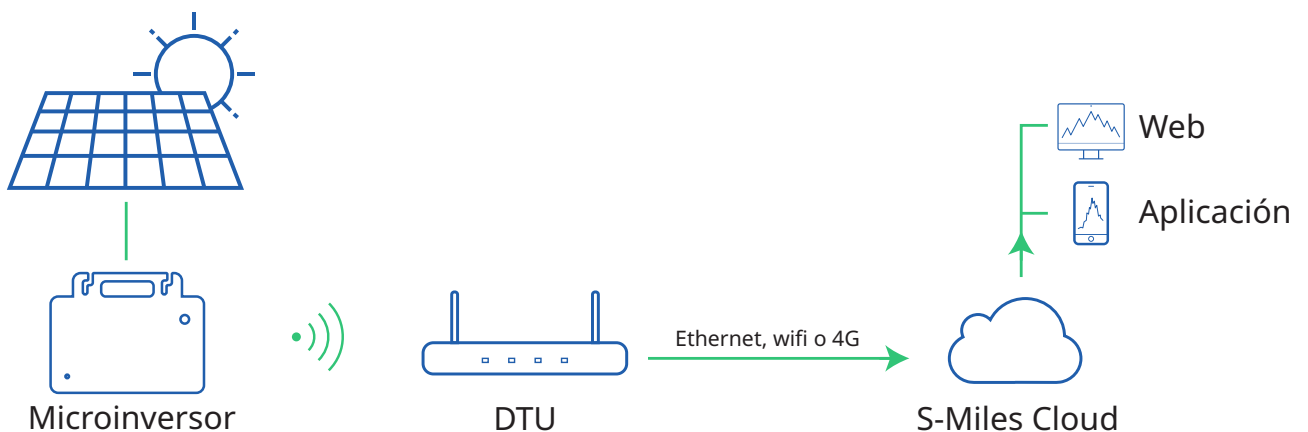 Web
Aplicación
Ethernet, wifi o 4G
Microinversor
DTU
S-Miles Cloud